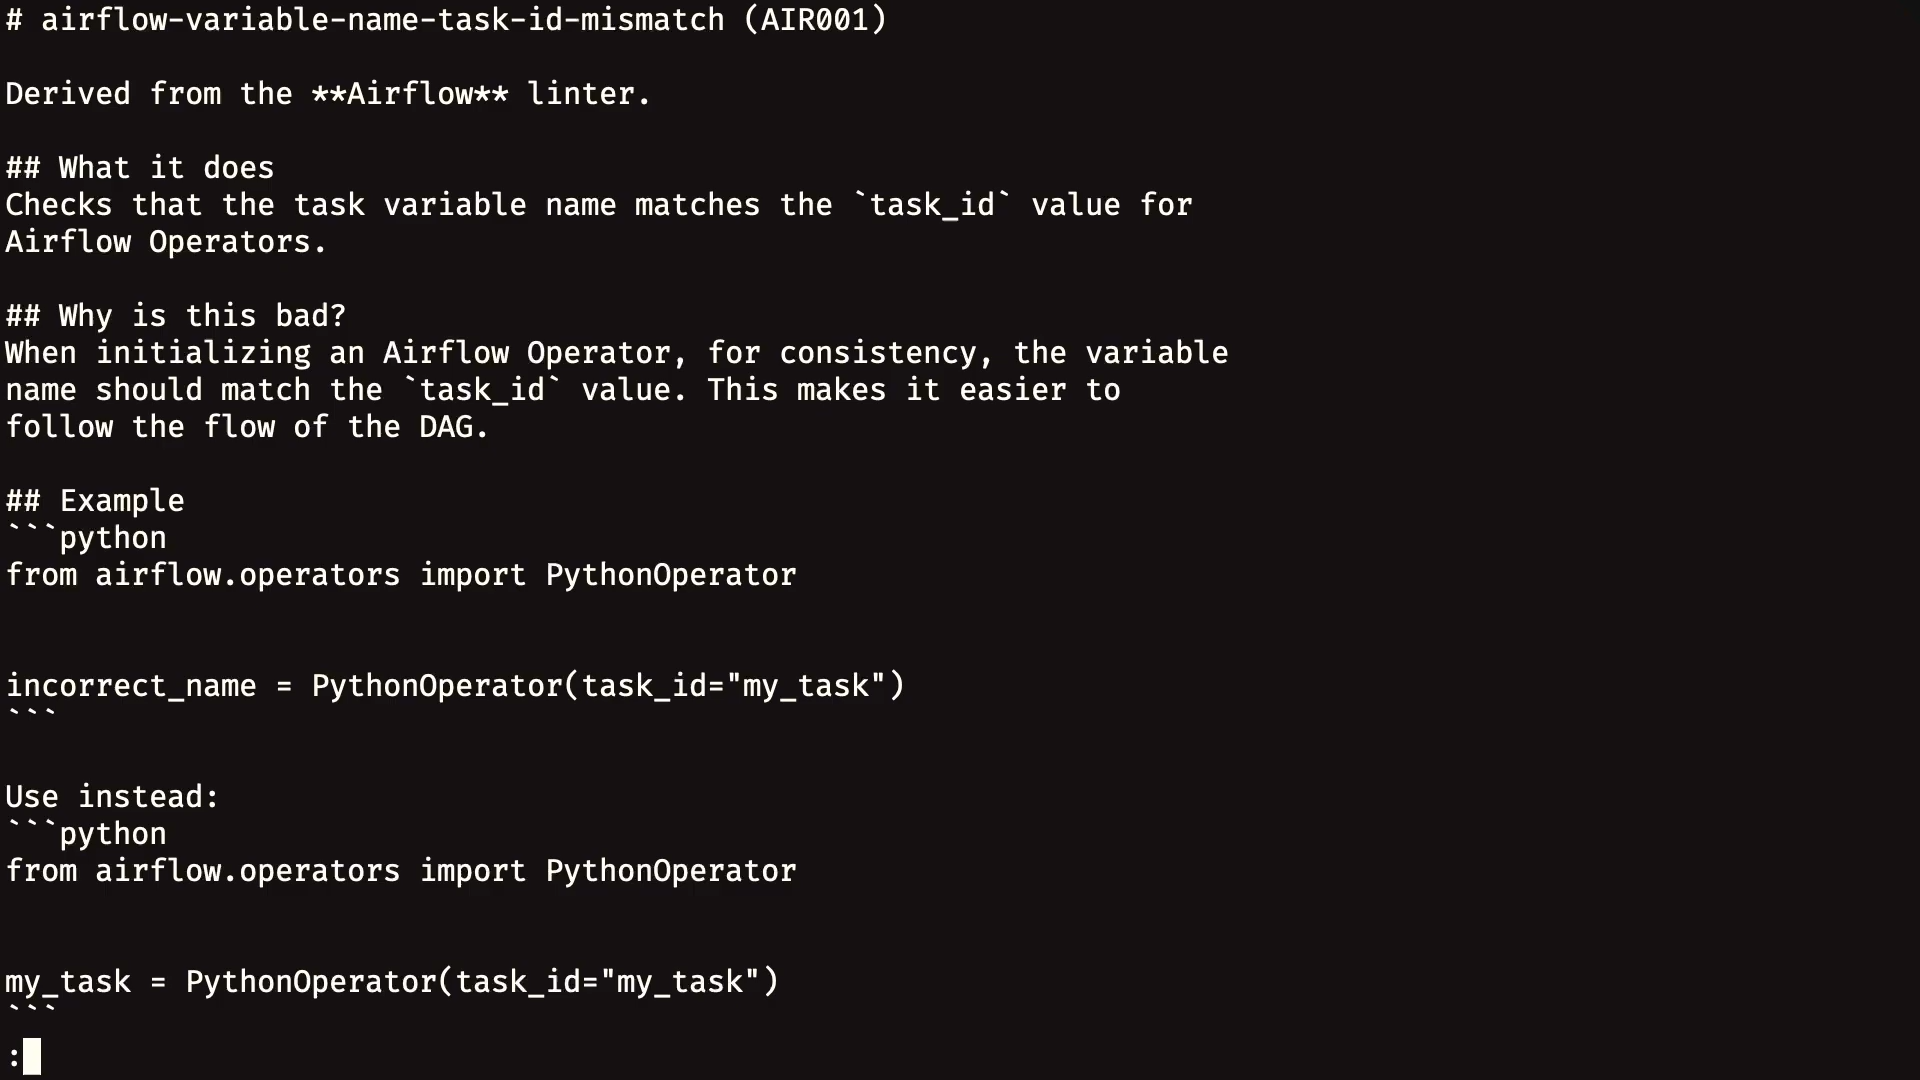 # airflow-variable-name-task-id-mismatch (AIR001)

Derived from the **Airflow** linter.

## What it does
Checks that the task variable name matches the `task_id` value for
Airflow Operators.

## Why is this bad?
When initializing an Airflow Operator, for consistency, the variable
name should match the `task_id` value. This makes it easier to
follow the flow of the DAG.

## Example
```python
from airflow.operators import PythonOperator


incorrect_name = PythonOperator(task_id="my_task")
```

Use instead:
```python
from airflow.operators import PythonOperator


my_task = PythonOperator(task_id="my_task")
```
: